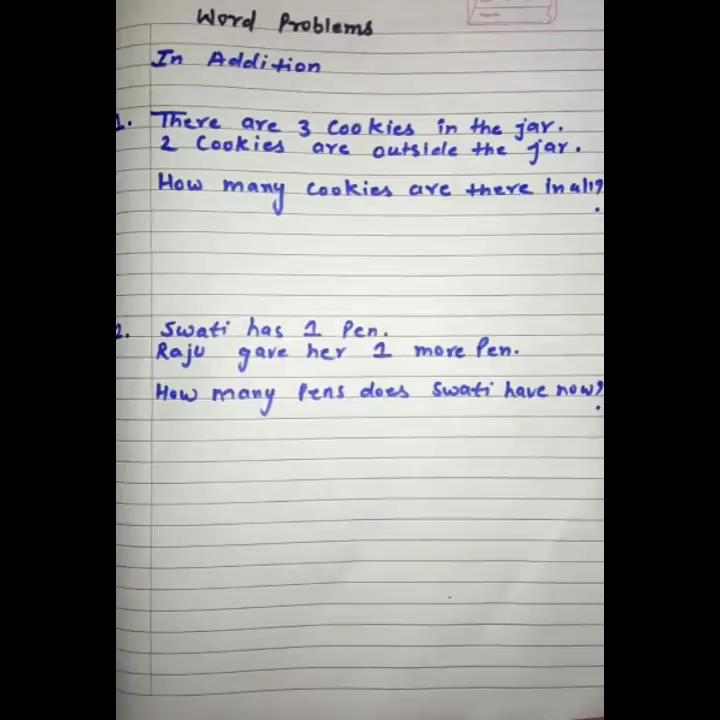 Word Problems
In Addition
1. There are 3 Cookies in the jar.
2 Cookies are outside the jar.
How many cookies are there in all?
2. Swati has 1 Pen.
Raju gave her 1 more Pen.
How many Pens does Swati have now?